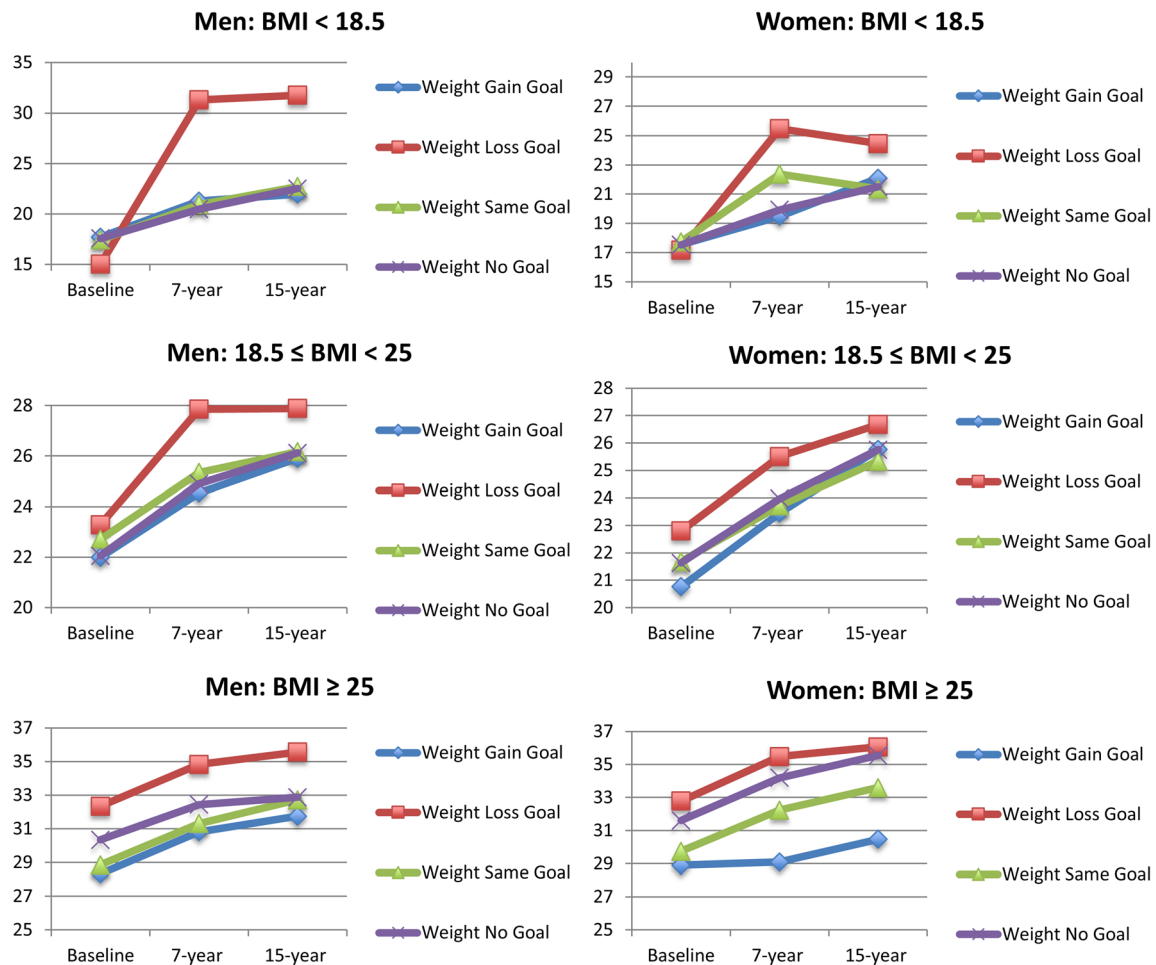 Men: BMI < 18.5
35
30
25
20
15
Baseline 7-year 15-year
Weight Gain Goal
Weight Loss Goal
Weight Same Goal
Weight No Goal
Women: BMI < 18.5
29
27
25
23
21
19
17
15
Baseline 7-year 15-year
Weight Gain Goal
Weight Loss Goal
Weight Same Goal
Weight No Goal
Men: 18.5 ≤ BMI < 25
28
26
24
22
20
Baseline 7-year 15-year
Weight Gain Goal
Weight Loss Goal
Weight Same Goal
Weight No Goal
Women: 18.5 ≤ BMI < 25
28
27
26
25
24
23
22
21
20
Baseline 7-year 15-year
Weight Gain Goal
Weight Loss Goal
Weight Same Goal
Weight No Goal
Men: BMI ≥ 25
37
35
33
31
29
27
25
Baseline 7-year 15-year
Weight Gain Goal
Weight Loss Goal
Weight Same Goal
Weight No Goal
Women: BMI ≥ 25
37
35
33
31
29
27
25
Baseline 7-year 15-year
Weight Gain Goal
Weight Loss Goal
Weight Same Goal
Weight No Goal